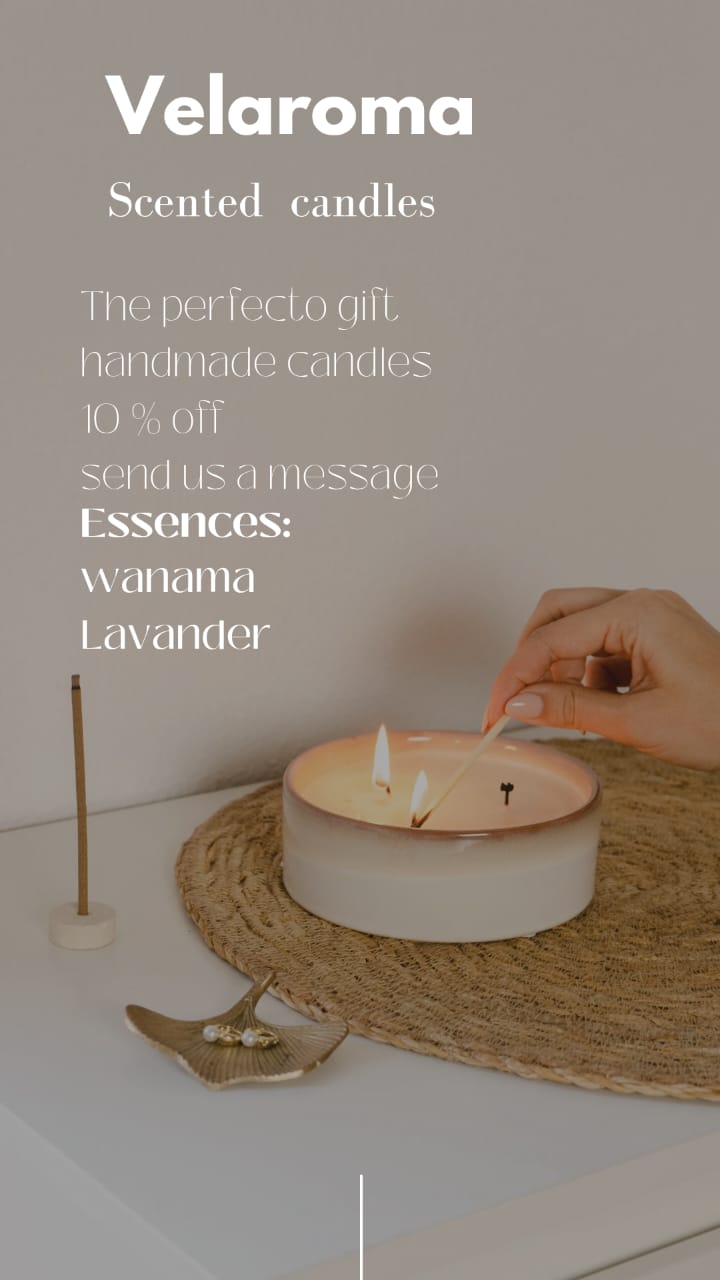 Velaroma
Scented candles
The perfecto gift
handmade candles
10 % off
send us a message
Essences:
wanama
Lavander